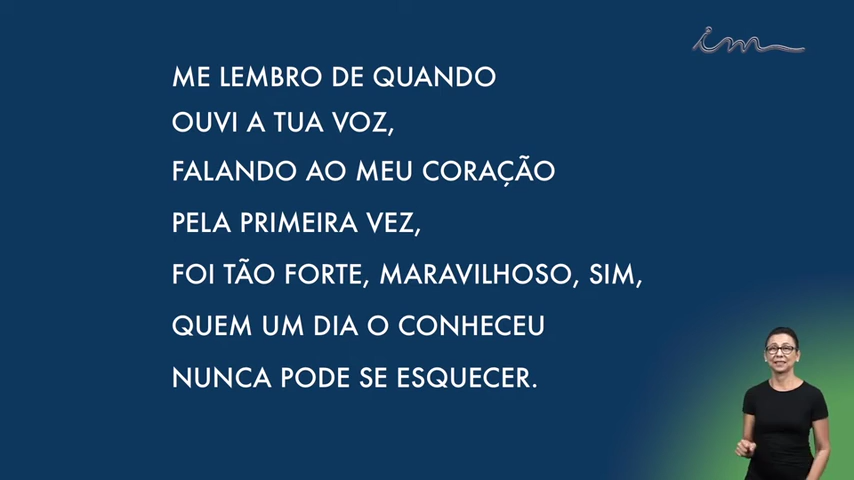 im
ME LEMBRO DE QUANDO
OUVI A TUA VOZ,
FALANDO AO MEU CORAÇÃO
PELA PRIMEIRA VEZ,
FOI TÃO FORTE, MARAVILHOSO, SIM,
QUEM UM DIA O CONHECEU
NUNCA PODE SE ESQUECER.